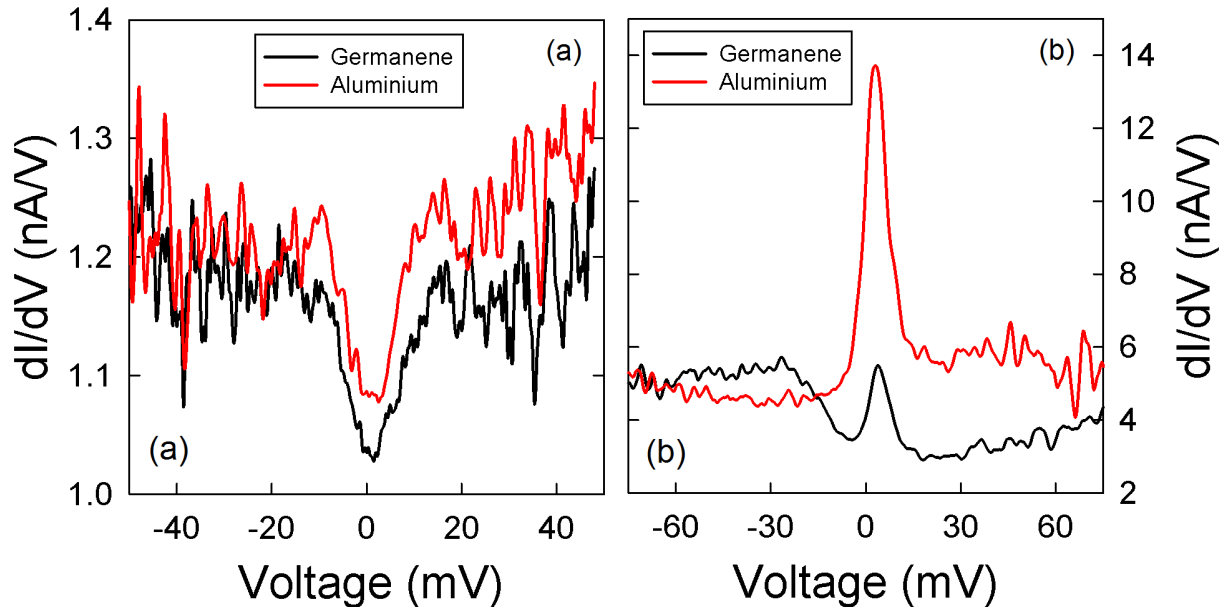 Germanene
Aluminium
(a)
1.4
1.3
1.2
1.1
1.0
dI/dV (nA/V)
(a)
-40
-20
0
20
40
Voltage (mV)
Germanene
Aluminium
(b)
14
12
10
8
6
4
2
dI/dV (nA/V)
(b)
-60
-30
0
30
60
Voltage (mV)